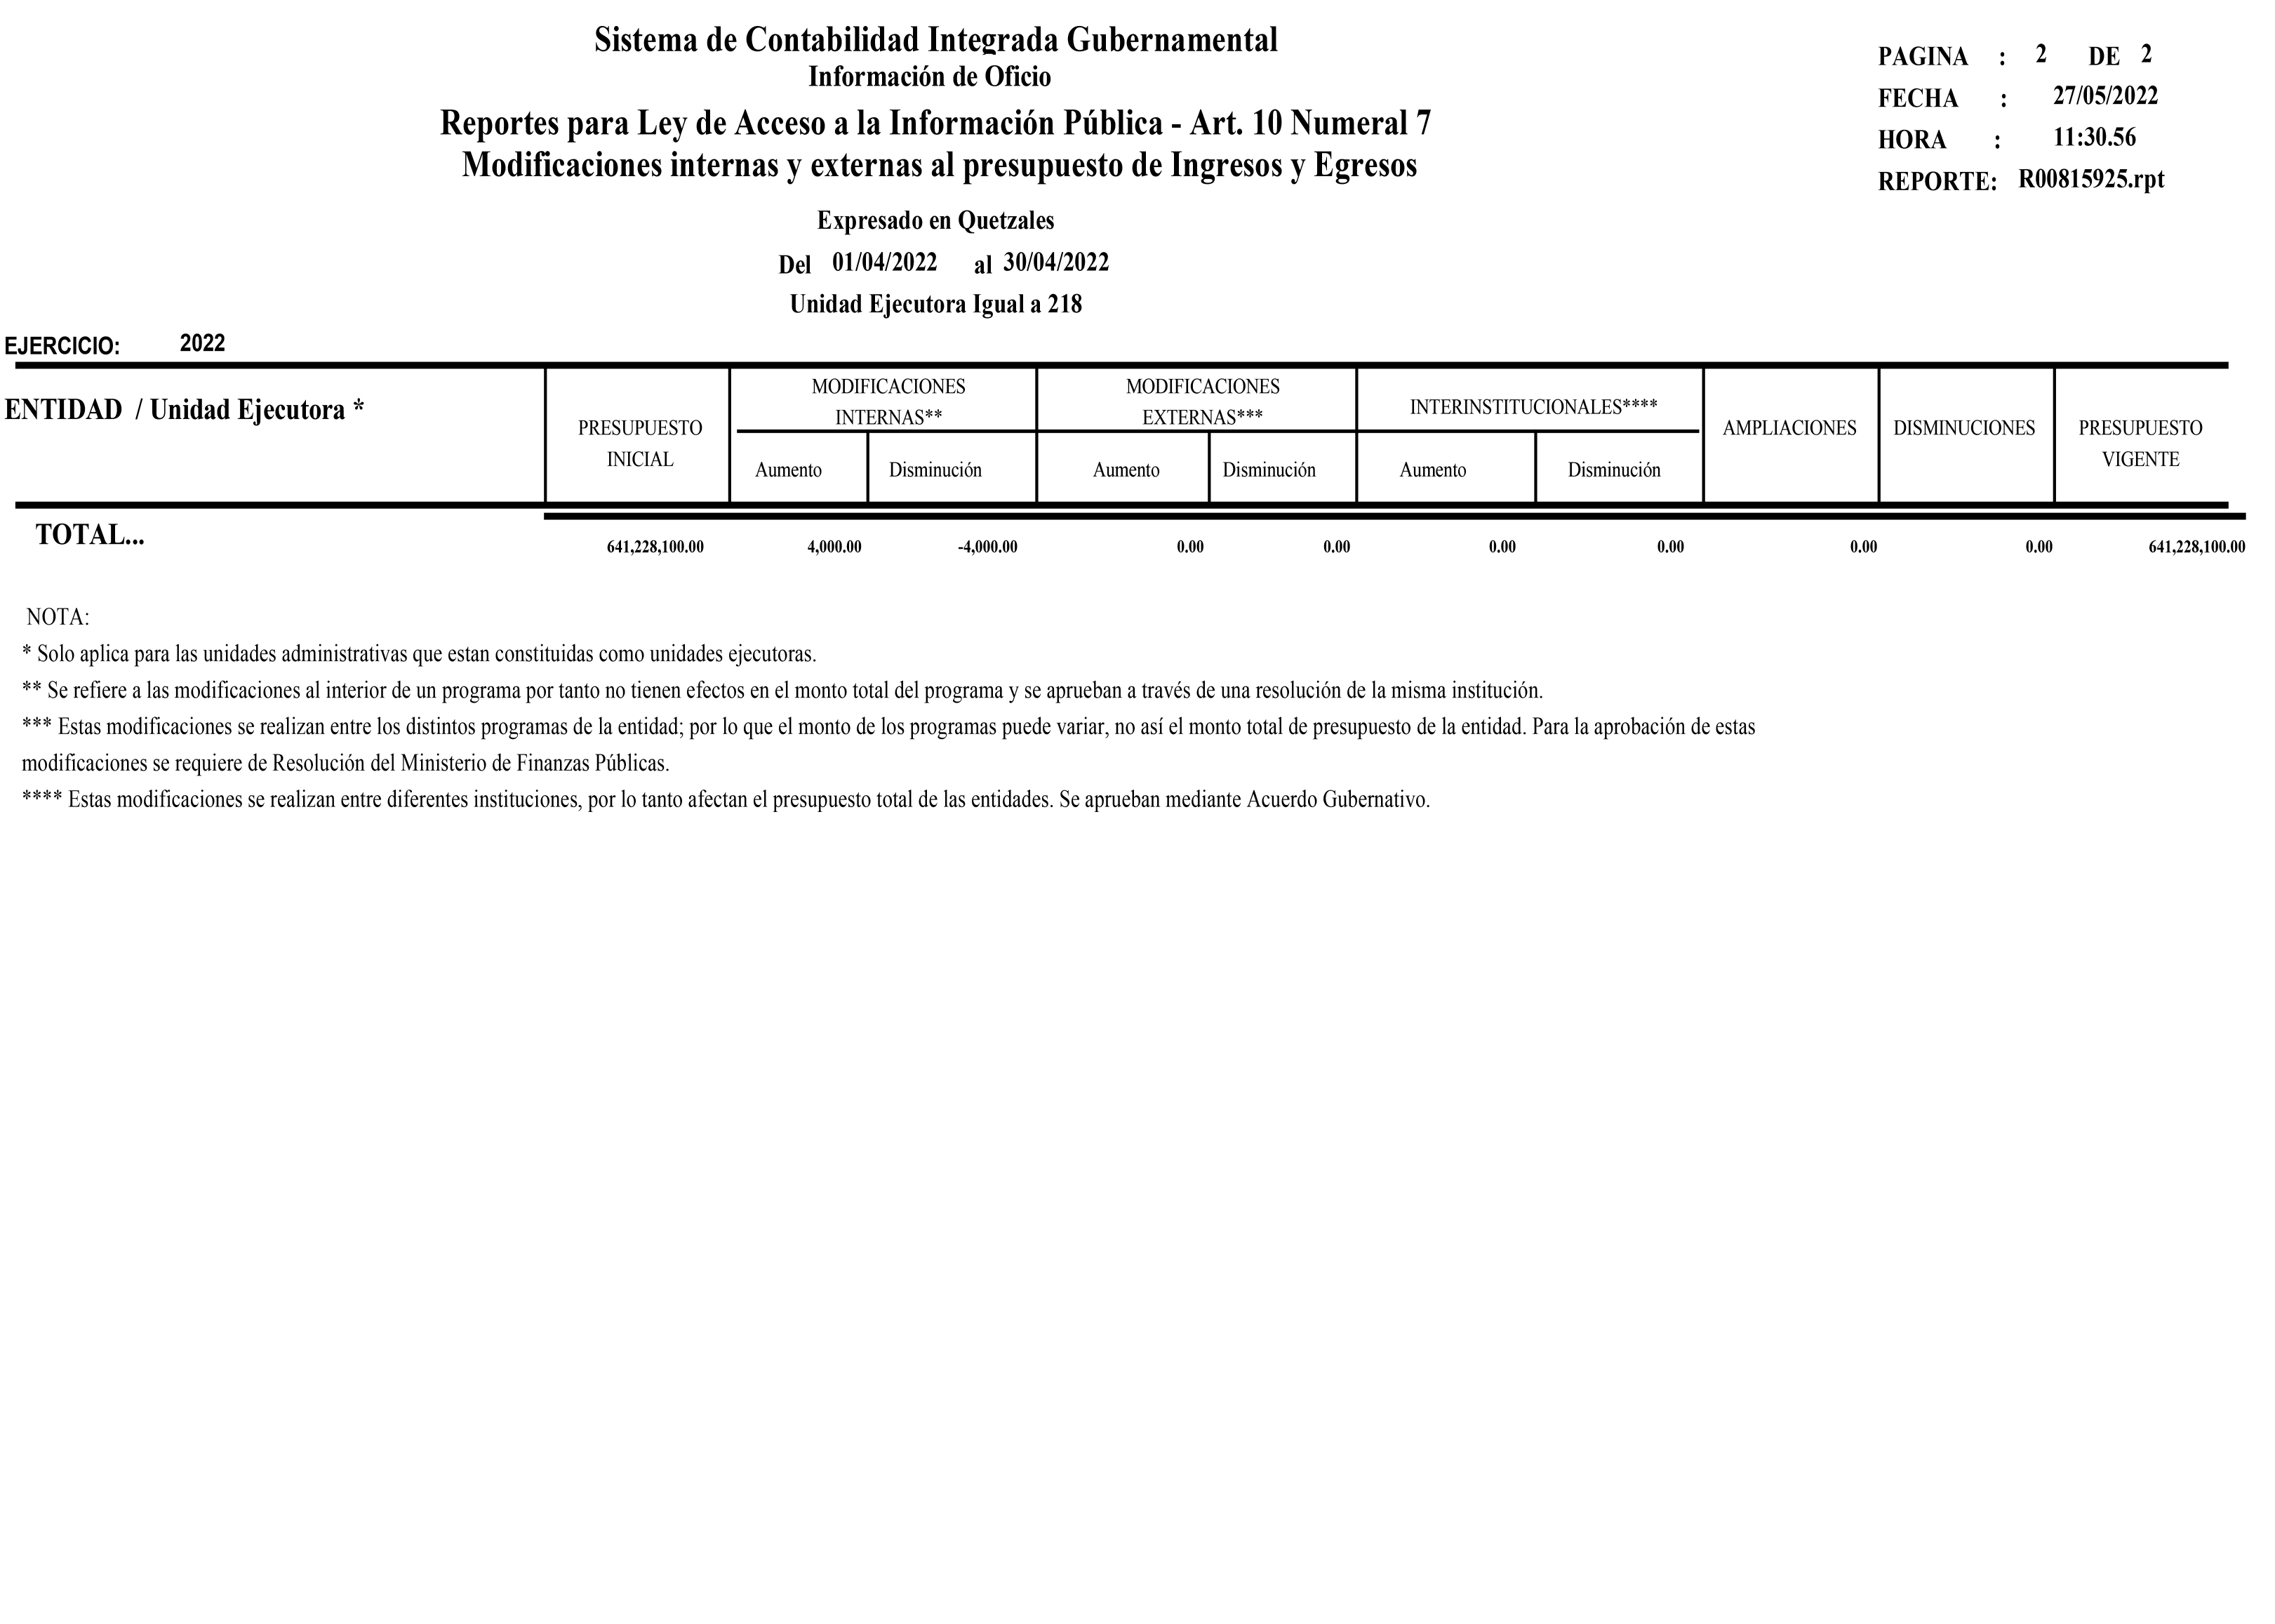 Sistema de Contabilidad Integrada Gubernamental
Información de Oficio
Reportes para Ley de Acceso a la Información Pública - Art. 10 Numeral 7
Modificaciones internas y externas al presupuesto de Ingresos y Egresos
Expresado en Quetzales
Del 01/04/2022 al 30/04/2022
Unidad Ejecutora Igual a 218
PAGINA : 2 DE 2
FECHA : 27/05/2022
HORA : 11:30.56
REPORTE: R00815925.rpt
EJERCICIO: 2022
ENTIDAD / Unidad Ejecutora *
PRESUPUESTO
INICIAL
MODIFICACIONES
INTERNAS**
Aumento Disminución
MODIFICACIONES
EXTERNAS***
Aumento Disminución
INTERINSTITUCIONALES****
Aumento Disminución
AMPLIACIONES
DISMINUCIONES
PRESUPUESTO
VIGENTE
TOTAL... 641,228,100.00 4,000.00 -4,000.00 0.00 0.00 0.00 0.00 0.00 0.00 641,228,100.00
NOTA:
* Solo aplica para las unidades administrativas que estan constituidas como unidades ejecutoras.
** Se refiere a las modificaciones al interior de un programa por tanto no tienen efectos en el monto total del programa y se aprueban a través de una resolución de la misma institución.
*** Estas modificaciones se realizan entre los distintos programas de la entidad; por lo que el monto de los programas puede variar, no así el monto total de presupuesto de la entidad. Para la aprobación de estas
modificaciones se requiere de Resolución del Ministerio de Finanzas Públicas.
**** Estas modificaciones se realizan entre diferentes instituciones, por lo tanto afectan el presupuesto total de las entidades. Se aprueban mediante Acuerdo Gubernativo.